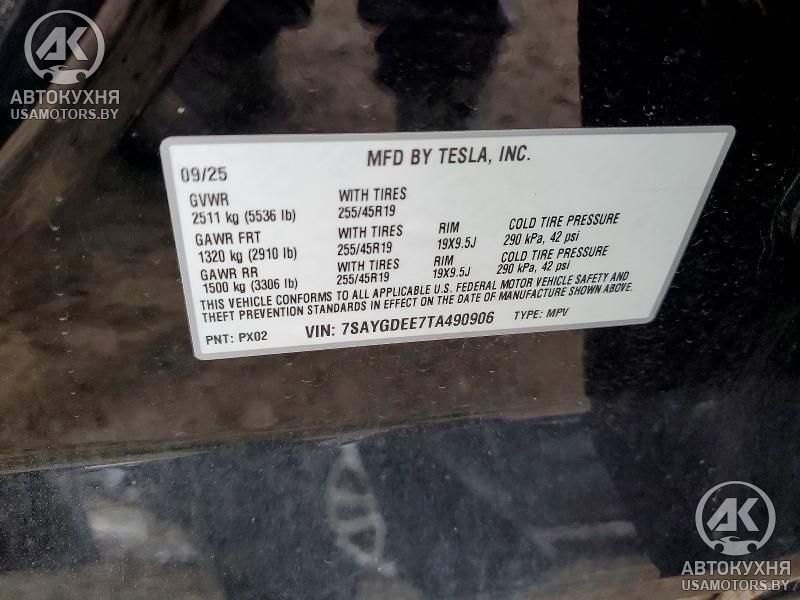 AK
АВТОКУХНЯ
USAMOTORS.BY
MFD BY TESLA, INC.
09/25
GVWR WITH TIRES
2511 kg (5536 lb) 255/45R19
GAWR FRT WITH TIRES RIM COLD TIRE PRESSURE
1320 kg (2910 lb) 255/45R19 19X9.5J 290 kPa, 42 psi
GAWR RR WITH TIRES RIM COLD TIRE PRESSURE
1500 kg (3306 lb) 255/45R19 19X9.5J 290 kPa, 42 psi
THIS VEHICLE CONFORMS TO ALL APPLICABLE U.S. FEDERAL MOTOR VEHICLE SAFETY AND
THEFT PREVENTION STANDARDS IN EFFECT ON THE DATE OF MANUFACTURE SHOWN ABOVE.
PNT: PX02 VIN: 7SAYGDEE7TA490906 TYPE: MPV
AK
АВТОКУХНЯ
USAMOTORS.BY